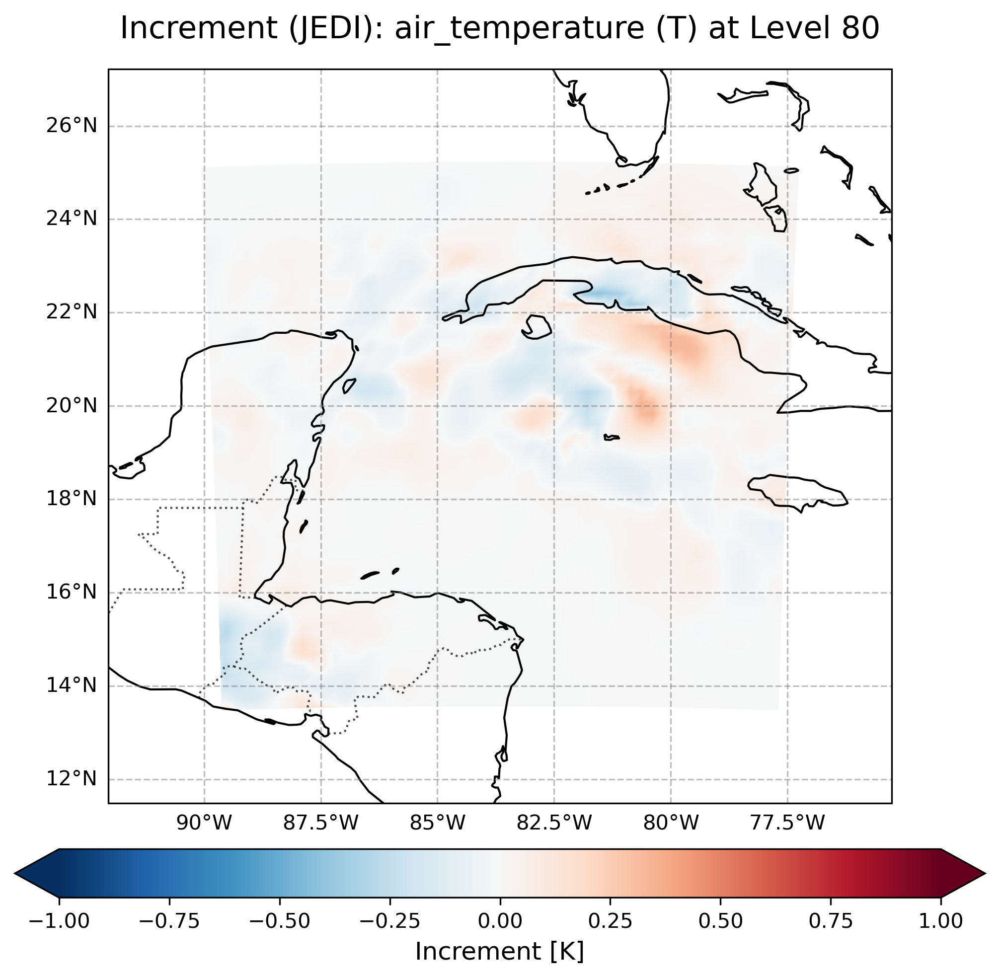 Increment (JEDI): air_temperature (T) at Level 80
26°N
24°N
22°N
20°N
18°N
16°N
14°N
12°N
90°W 87.5°W 85°W 82.5°W 80°W 77.5°W
−1.00 −0.75 −0.50 −0.25 0.00 0.25 0.50 0.75 1.00
Increment [K]